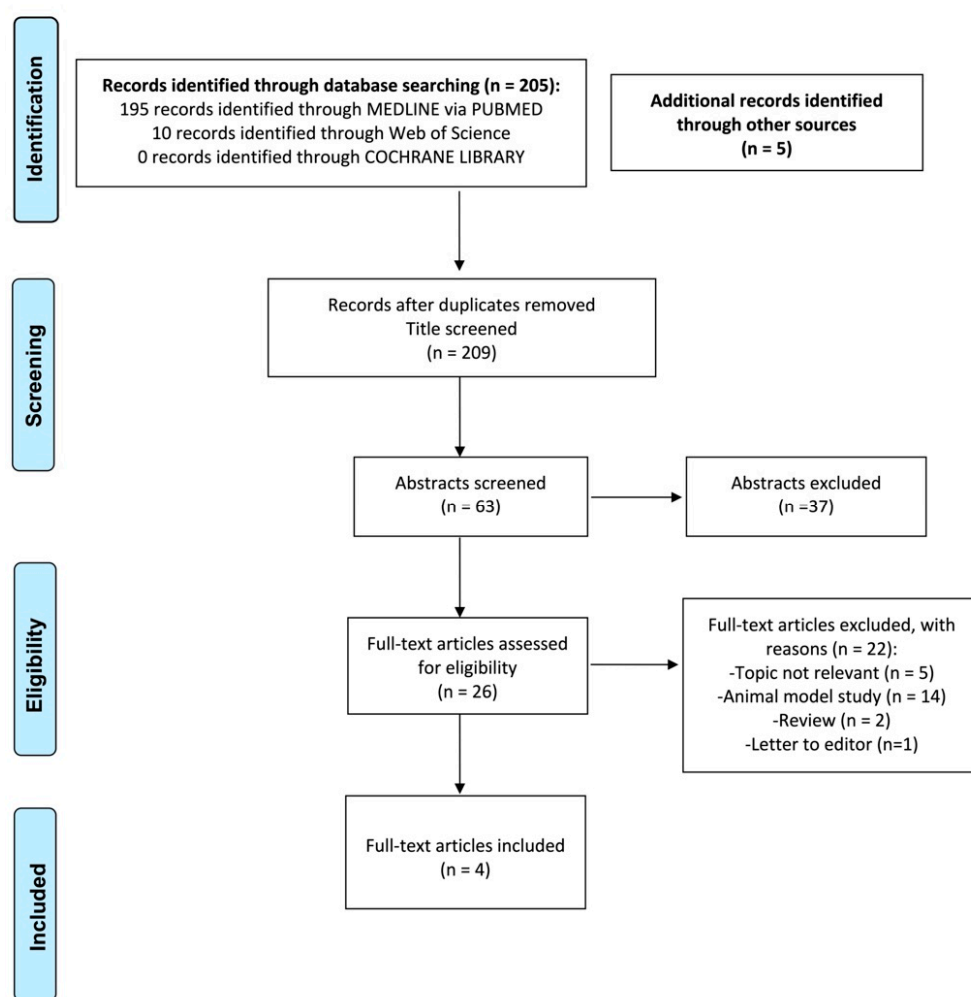 Identification
Records identified through database searching (n = 205):
195 records identified through MEDLINE via PUBMED
10 records identified through Web of Science
0 records identified through COCHRANE LIBRARY
Additional records identified
through other sources
(n = 5)
Screening
Records after duplicates removed
Title screened
(n = 209)
Abstracts screened
(n = 63)
Abstracts excluded
(n =37)
Eligibility
Full-text articles assessed
for eligibility
(n = 26)
Full-text articles excluded, with
reasons (n = 22):
-Topic not relevant (n = 5)
-Animal model study (n = 14)
-Review (n = 2)
-Letter to editor (n=1)
Included
Full-text articles included
(n = 4)